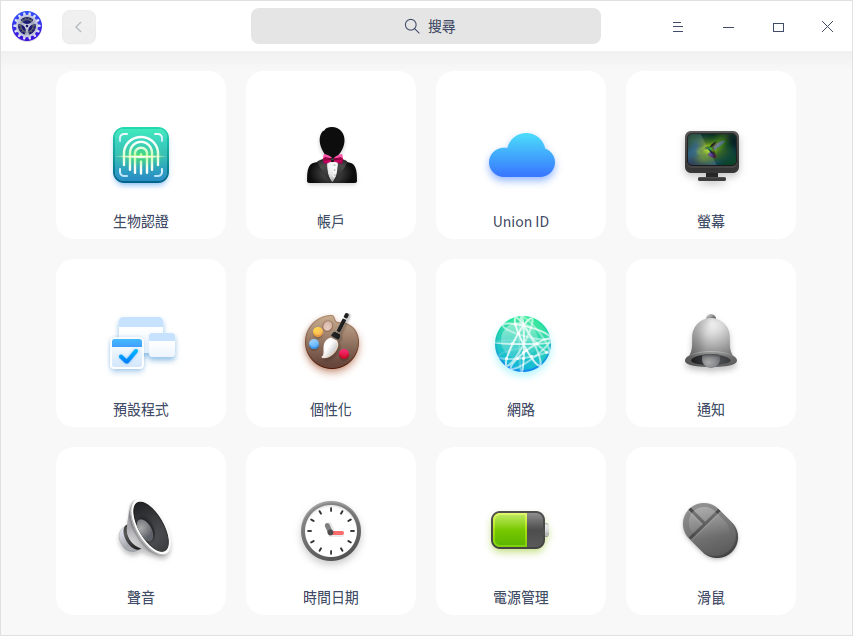 搜尋
生物認證
帳戶
Union ID
螢幕
預設程式
個性化
網路
通知
聲音
時間日期
電源管理
滑鼠